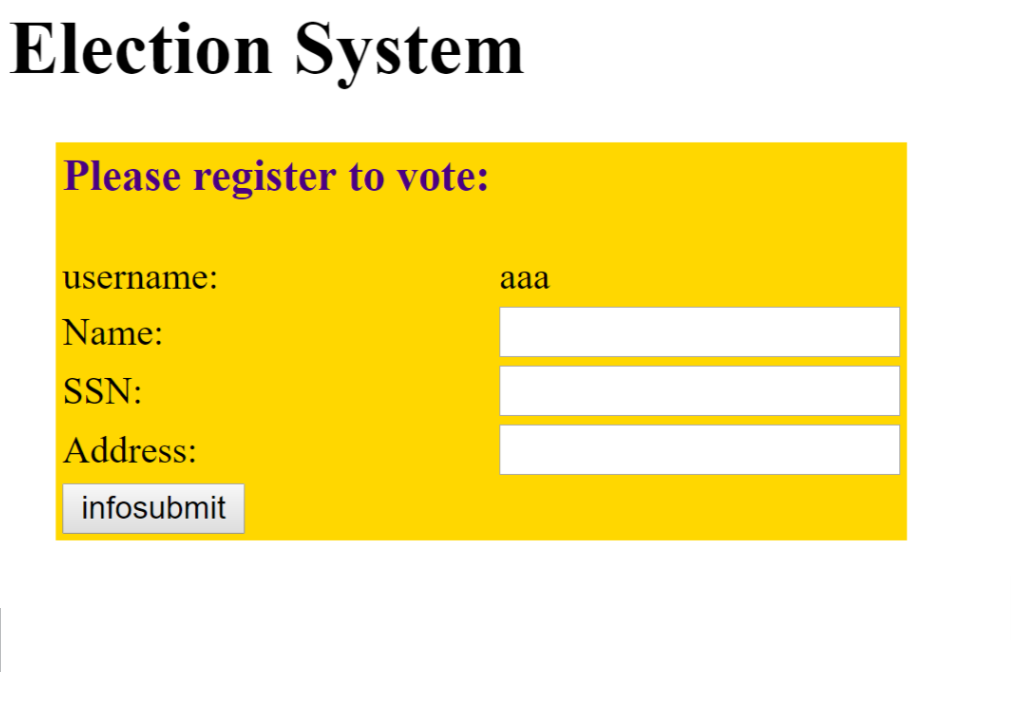 Election System
Please register to vote:
username: aaa
Name:
SSN:
Address:
infosubmit